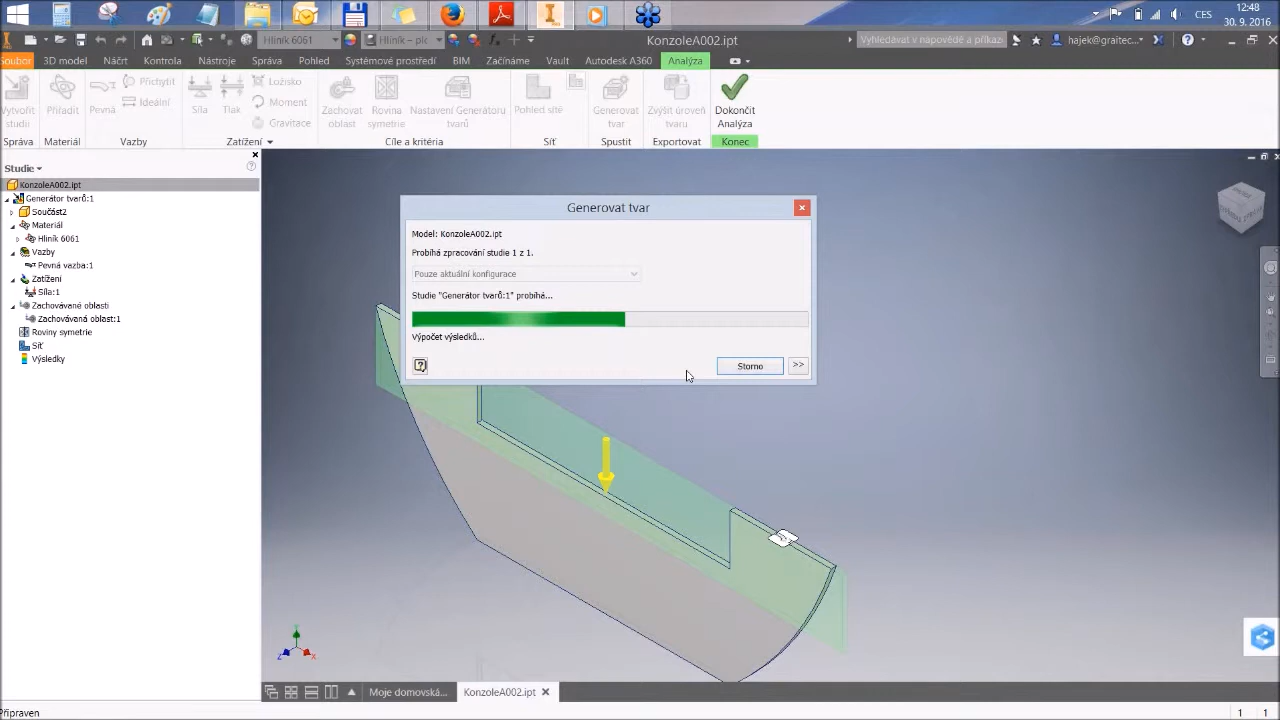 12:48
CES
30. 9. 2016
Hliník 6061
Hliník – ple
KonzoleA002.ipt
Vyhledávat v nápovědě a příkaz
hajek@graitec...
Soubor
3D model
Náčrt
Kontrola
Nástroje
Správa
Pohled
Systémové prostředí
BIM
Začínáme
Vault
Autodesk A360
Analýza
Vytvořit studii
Přiřadit
Pevná
Přichytit
Ideální
Síla
Tlak
Ložisko
Moment
Gravitace
Zachovat oblast
Rovina symetrie
Nastavení Generátoru tvarů
Pohled sítě
Generovat tvar
Zvýšit úroveň tvaru
Dokončit Analýza
Správa
Materiál
Vazby
Zatížení
Cíle a kritéria
Síť
Spustit
Exportovat
Konec
Studie
KonzoleA002.ipt
Generátor tvarů:1
Součást2
Materiál
Hliník 6061
Vazby
Pevná vazba:1
Zatížení
Síla:1
Zachovávané oblasti
Zachovávaná oblast:1
Roviny symetrie
Síť
Výsledky
Generovat tvar
Model: KonzoleA002.ipt
Probíhá zpracování studie 1 z 1.
Pouze aktuální konfigurace
Studie "Generátor tvarů:1" probíhá...
Výpočet výsledků...
Storno
>>
Moje domovská...
KonzoleA002.ipt
Připraven
1
1